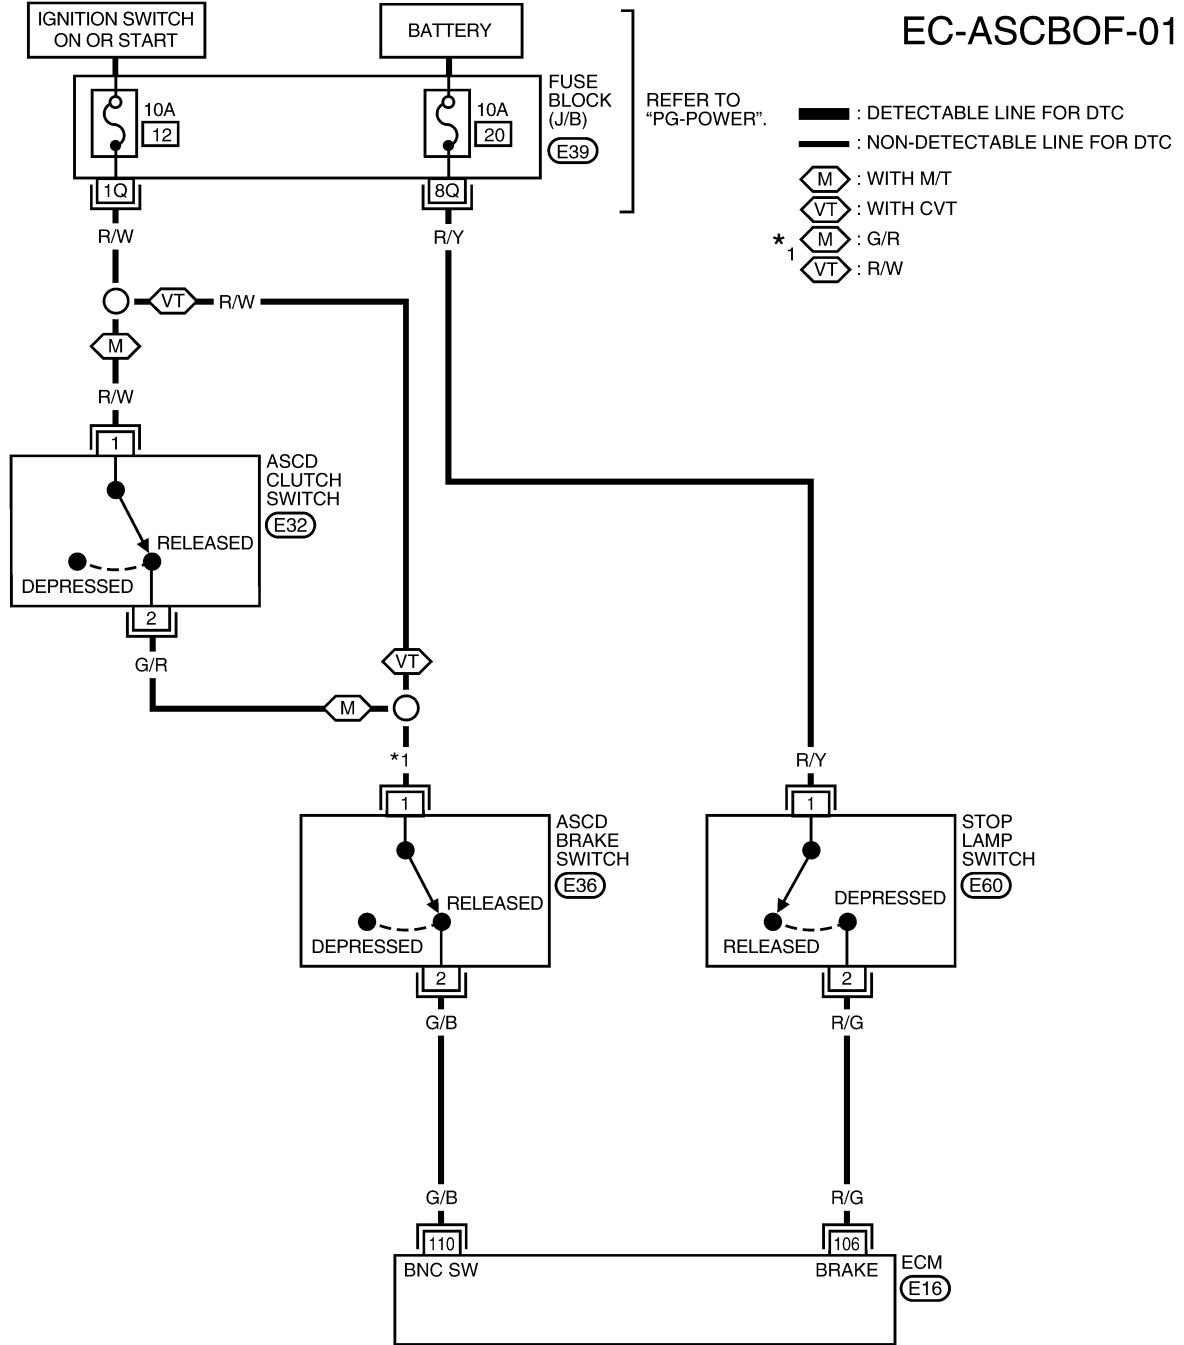 IGNITION SWITCH
ON OR START
BATTERY
EC-ASCBOF-01
10A
12
10A
20
FUSE
BLOCK
(J/B)
E39
REFER TO
“PG-POWER”.
: DETECTABLE LINE FOR DTC
: NON-DETECTABLE LINE FOR DTC
M : WITH M/T
VT : WITH CVT
*1 M : G/R
VT : R/W
1Q
8Q
R/W
R/Y
VT
R/W
M
R/W
1
ASCD
CLUTCH
SWITCH
E32
RELEASED
DEPRESSED
2
G/R
VT
M
*1
R/Y
1
ASCD
BRAKE
SWITCH
E36
RELEASED
DEPRESSED
2
1
STOP
LAMP
SWITCH
E60
DEPRESSED
RELEASED
2
G/B
R/G
G/B
R/G
110
106
BNC SW
BRAKE
ECM
E16